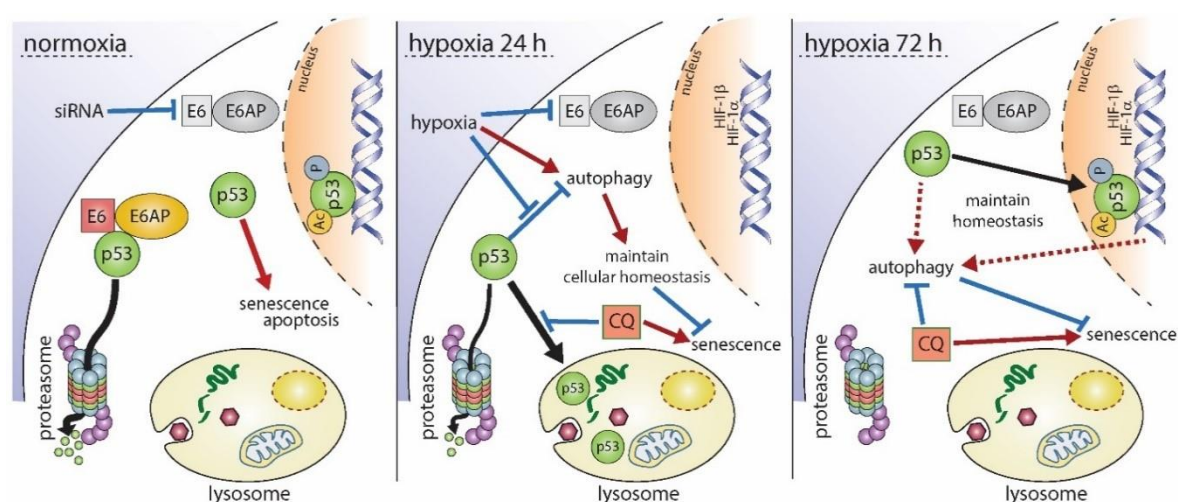 normoxia
siRNA
E6
E6AP
nucleus
P
p53
Ac
p53
E6
E6AP
p53
senescence
apoptosis
proteasome
lysosome
hypoxia 24 h
hypoxia
E6
E6AP
nucleus
HIF-1β
HIF-1α
autophagy
p53
maintain
cellular homeostasis
CQ
senescence
proteasome
p53
p53
lysosome
hypoxia 72 h
E6
E6AP
nucleus
HIF-1β
HIF-1α
p53
P
p53
Ac
maintain
homeostasis
autophagy
CQ
senescence
proteasome
lysosome